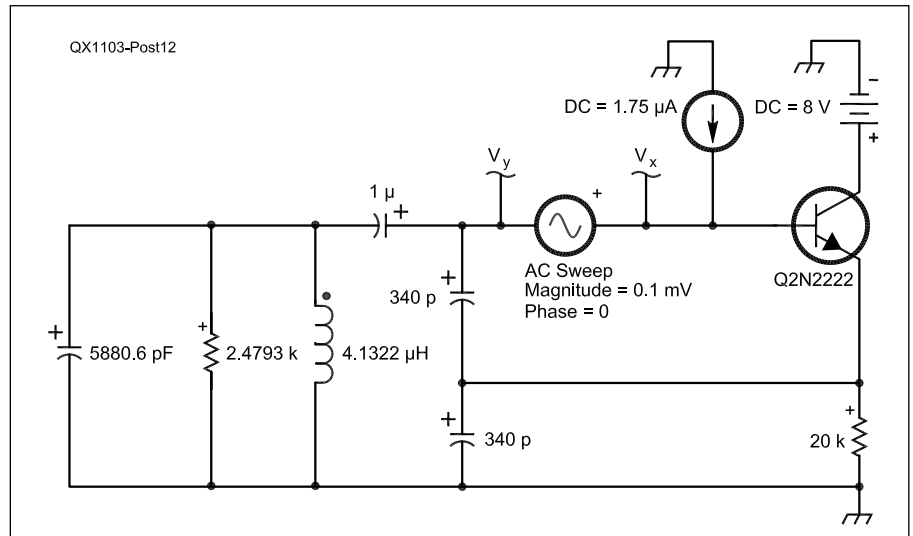 QX1103-Post12
DC = 1.75 µA
DC = 8 V
−
+
V y
V x
1 µ
+
+
AC Sweep
Magnitude = 0.1 mV
Phase = 0
Q2N2222
+
340 p
+
5880.6 pF
+
2.4793 k
4.1322 µH
+
340 p
+
20 k